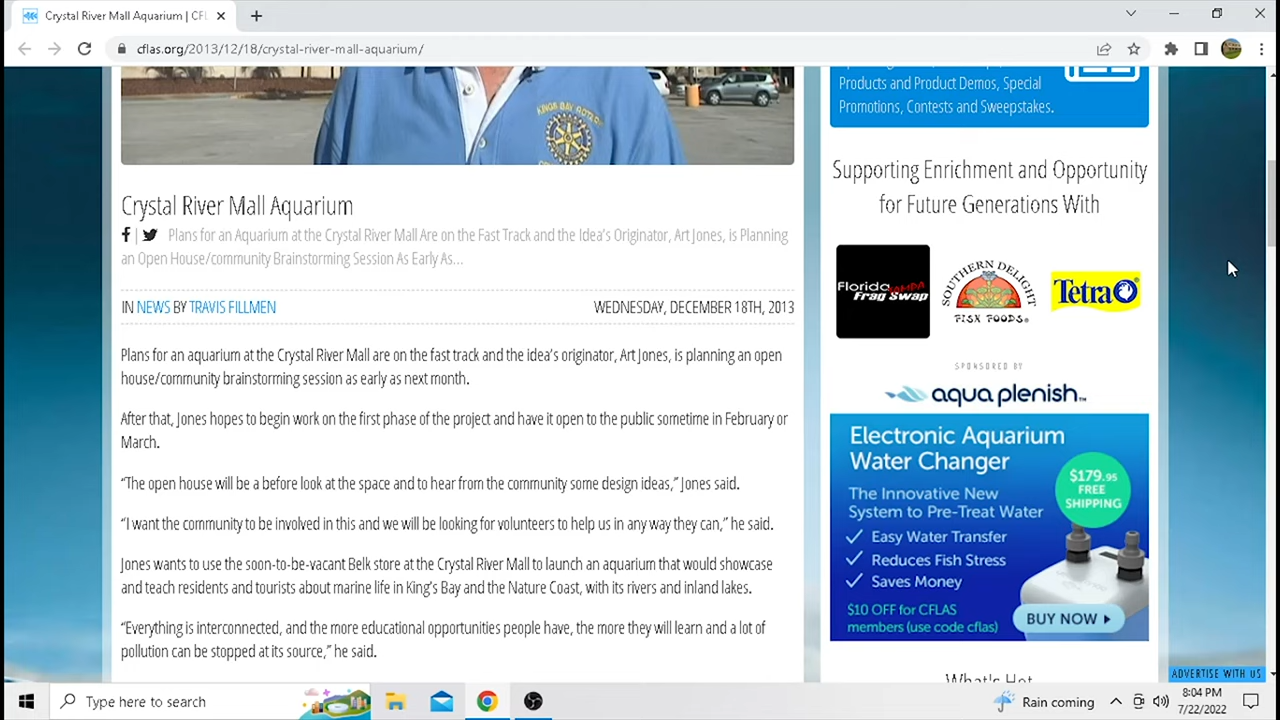 Crystal River Mall Aquarium | CFL
cflas.org/2013/12/18/crystal-river-mall-aquarium/
KINGS BAY ROTARY
Products and Product Demos, Special
Promotions, Contests and Sweepstakes.
Supporting Enrichment and Opportunity
for Future Generations With
Florida
Frag Swap
SOUTHERN DELIGHT
FISH FOODS®
Tetra
SPONSORED BY
aqua plenish™
Electronic Aquarium
Water Changer
$179.95
FREE
SHIPPING
The Innovative New
System to Pre-Treat Water
Easy Water Transfer
Reduces Fish Stress
Saves Money
$10 OFF for CFLAS
members (use code cflas)
BUY NOW
What's Hot
ADVERTISE WITH US
Crystal River Mall Aquarium
f | Plans for an Aquarium at the Crystal River Mall Are on the Fast Track and the Idea's Originator, Art Jones, is Planning
an Open House/community Brainstorming Session As Early As...
IN NEWS BY TRAVIS FILLMEN WEDNESDAY, DECEMBER 18TH, 2013
Plans for an aquarium at the Crystal River Mall are on the fast track and the idea's originator, Art Jones, is planning an open
house/community brainstorming session as early as next month.
After that, Jones hopes to begin work on the first phase of the project and have it open to the public sometime in February or
March.
“The open house will be a before look at the space and to hear from the community some design ideas,” Jones said.
“I want the community to be involved in this and we will be looking for volunteers to help us in any way they can,” he said.
Jones wants to use the soon-to-be-vacant Belk store at the Crystal River Mall to launch an aquarium that would showcase
and teach residents and tourists about marine life in King's Bay and the Nature Coast, with its rivers and inland lakes.
“Everything is interconnected, and the more educational opportunities people have, the more they will learn and a lot of
pollution can be stopped at its source,” he said.
Type here to search
Rain coming
8:04 PM
7/22/2022